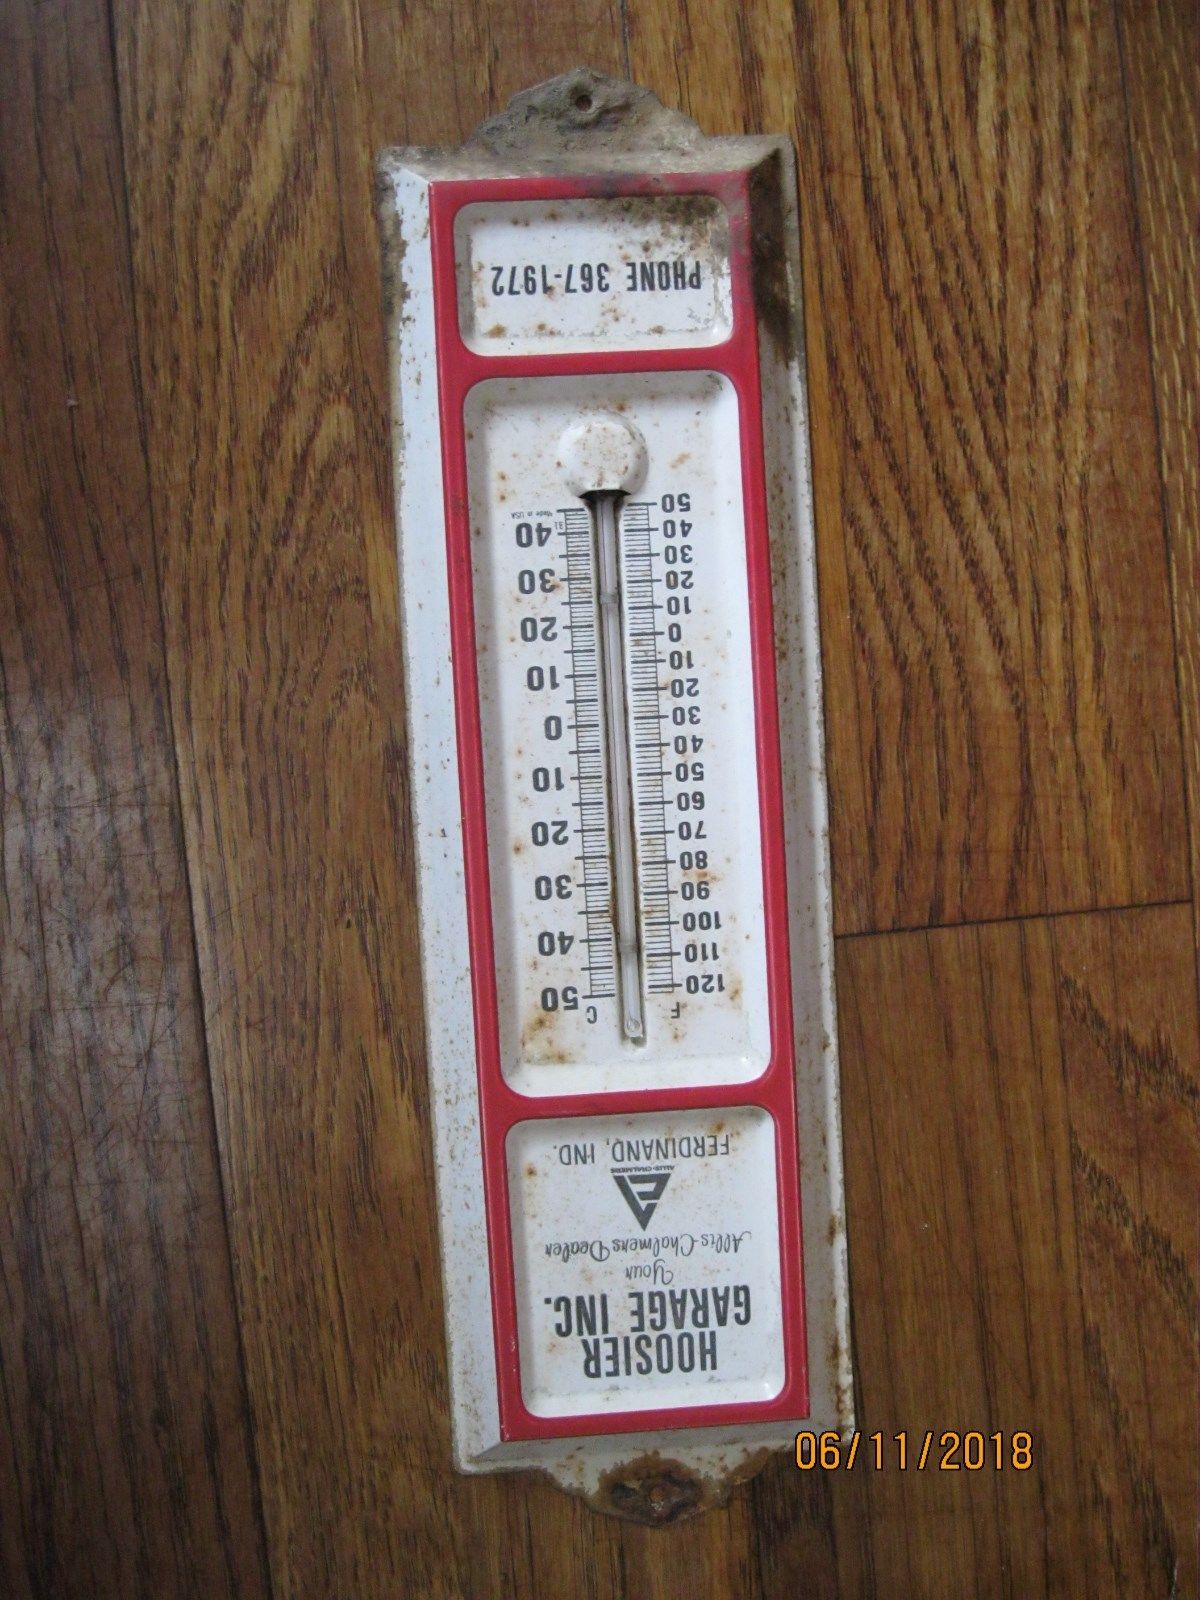 HOOSIER
GARAGE INC.
Your
Allis-Chalmers Dealer
ALLIS-CHALMERS
FERDINAND, IND.
F C
120 50
110
100 40
90 30
80
70 20
60
50 10
40
30 0
20
10 10
0
10 20
20 30
30
40 40
50
31
Made in USA
PHONE 367-1972
06/11/2018